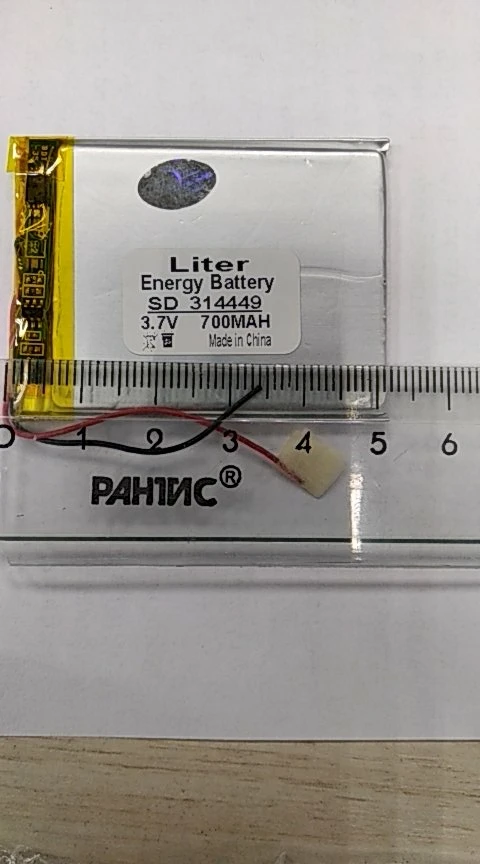 Liter
Energy Battery
SD 314449
3.7V 700MAH
Made in China
0 1 2 3 4 5 6
РАНТИС®